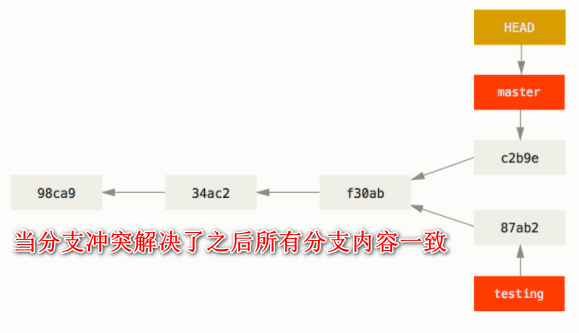 HEAD
master
c2b9e
98ca9
34ac2
f30ab
87ab2
当分支冲突解决了之后所有分支内容一致
testing